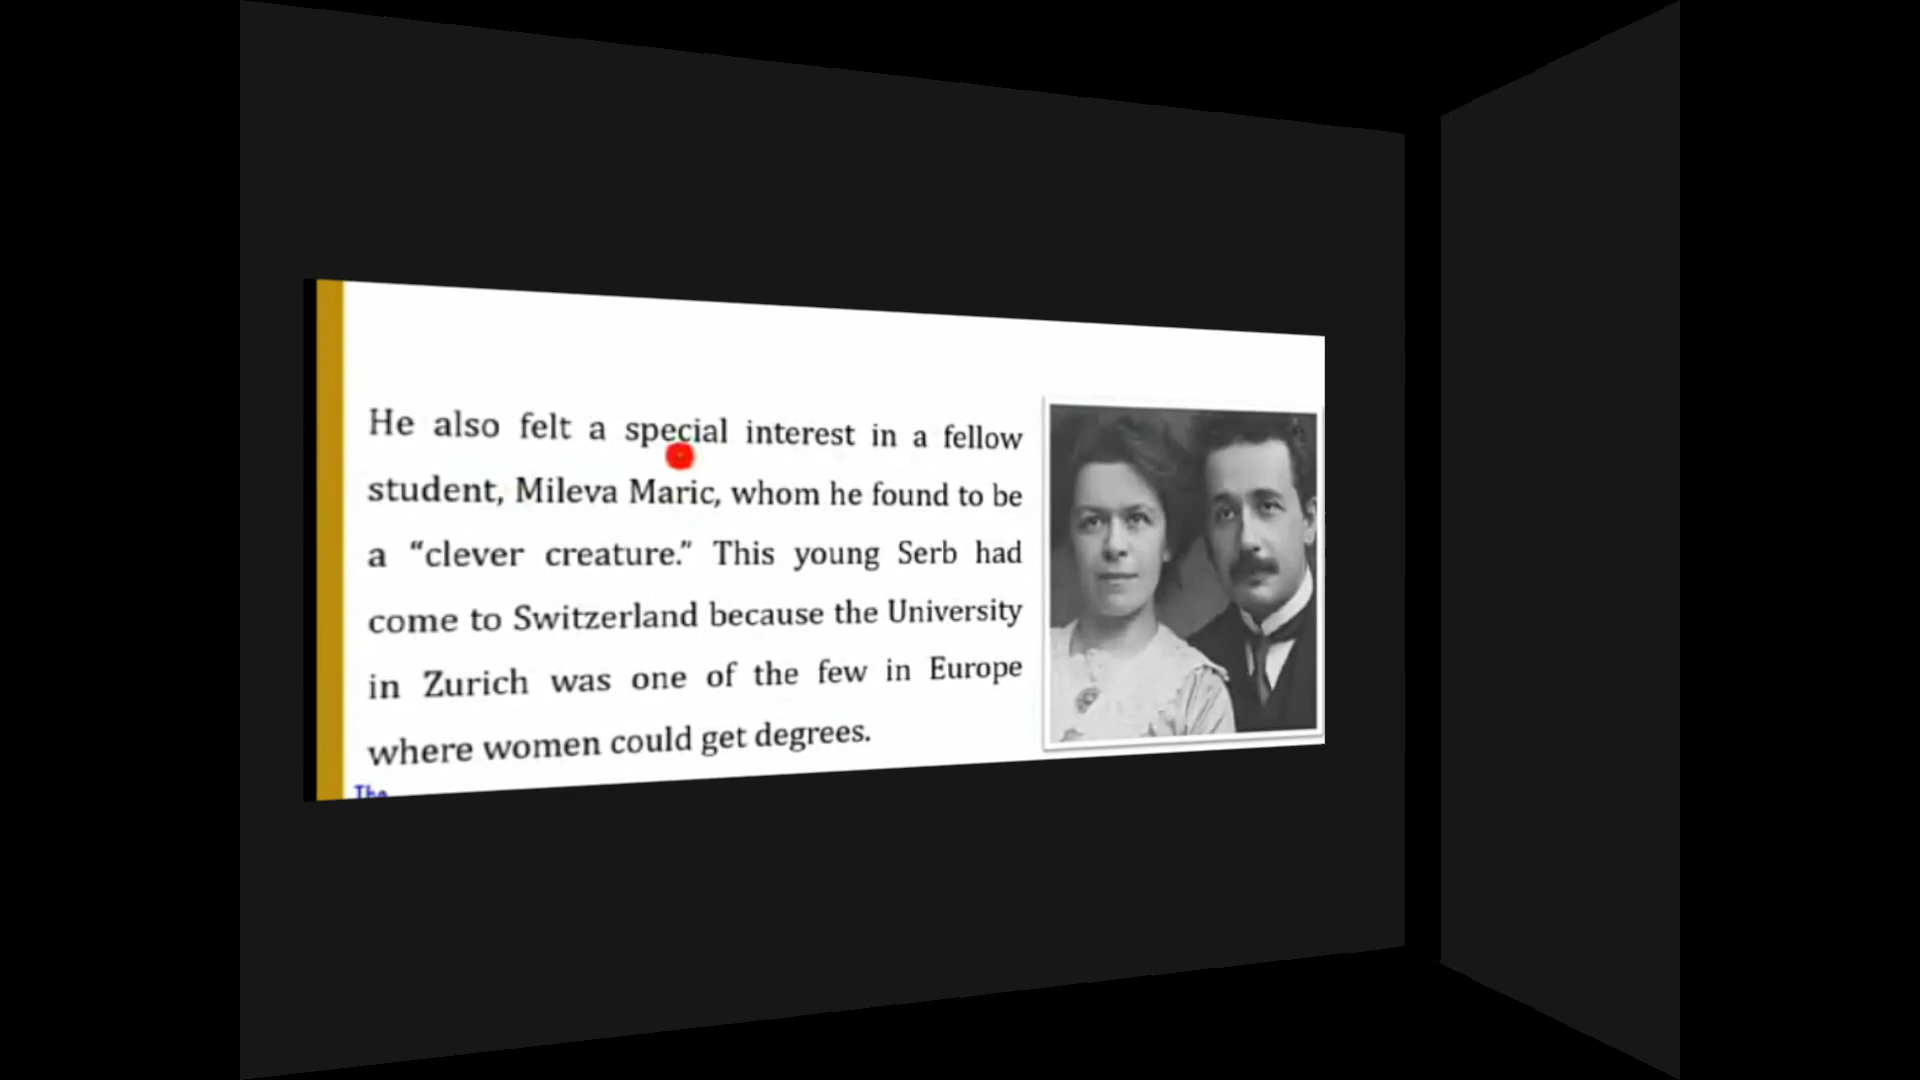 He also felt a special interest in a fellow
student, Mileva Maric, whom he found to be
a “clever creature.” This young Serb had
come to Switzerland because the University
in Zurich was one of the few in Europe
where women could get degrees.
The